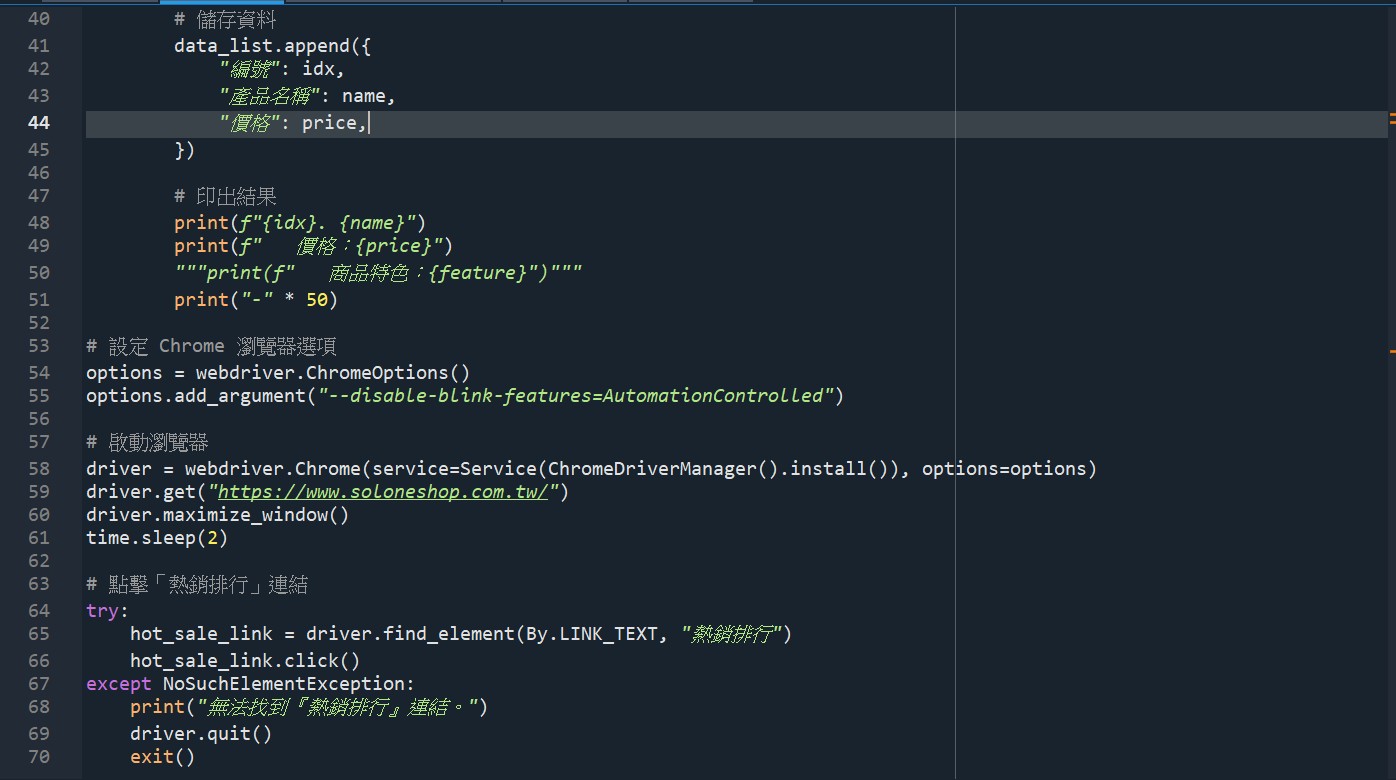 40 # 儲存資料
41 data_list.append({
42 "編號": idx,
43 "產品名稱": name,
44 "價格": price,
45 })
46
47 # 印出結果
48 print(f"{idx}. {name}")
49 print(f"   價格：{price}")
50 """print(f"   商品特色：{feature}")"""
51 print("-" * 50)
52
53 # 設定 Chrome 瀏覽器選項
54 options = webdriver.ChromeOptions()
55 options.add_argument("--disable-blink-features=AutomationControlled")
56
57 # 啟動瀏覽器
58 driver = webdriver.Chrome(service=Service(ChromeDriverManager().install()), options=options)
59 driver.get("https://www.soloneshop.com.tw/")
60 driver.maximize_window()
61 time.sleep(2)
62
63 # 點擊「熱銷排行」連結
64 try:
65 hot_sale_link = driver.find_element(By.LINK_TEXT, "熱銷排行")
66 hot_sale_link.click()
67 except NoSuchElementException:
68 print("無法找到『熱銷排行』連結。")
69 driver.quit()
70 exit()